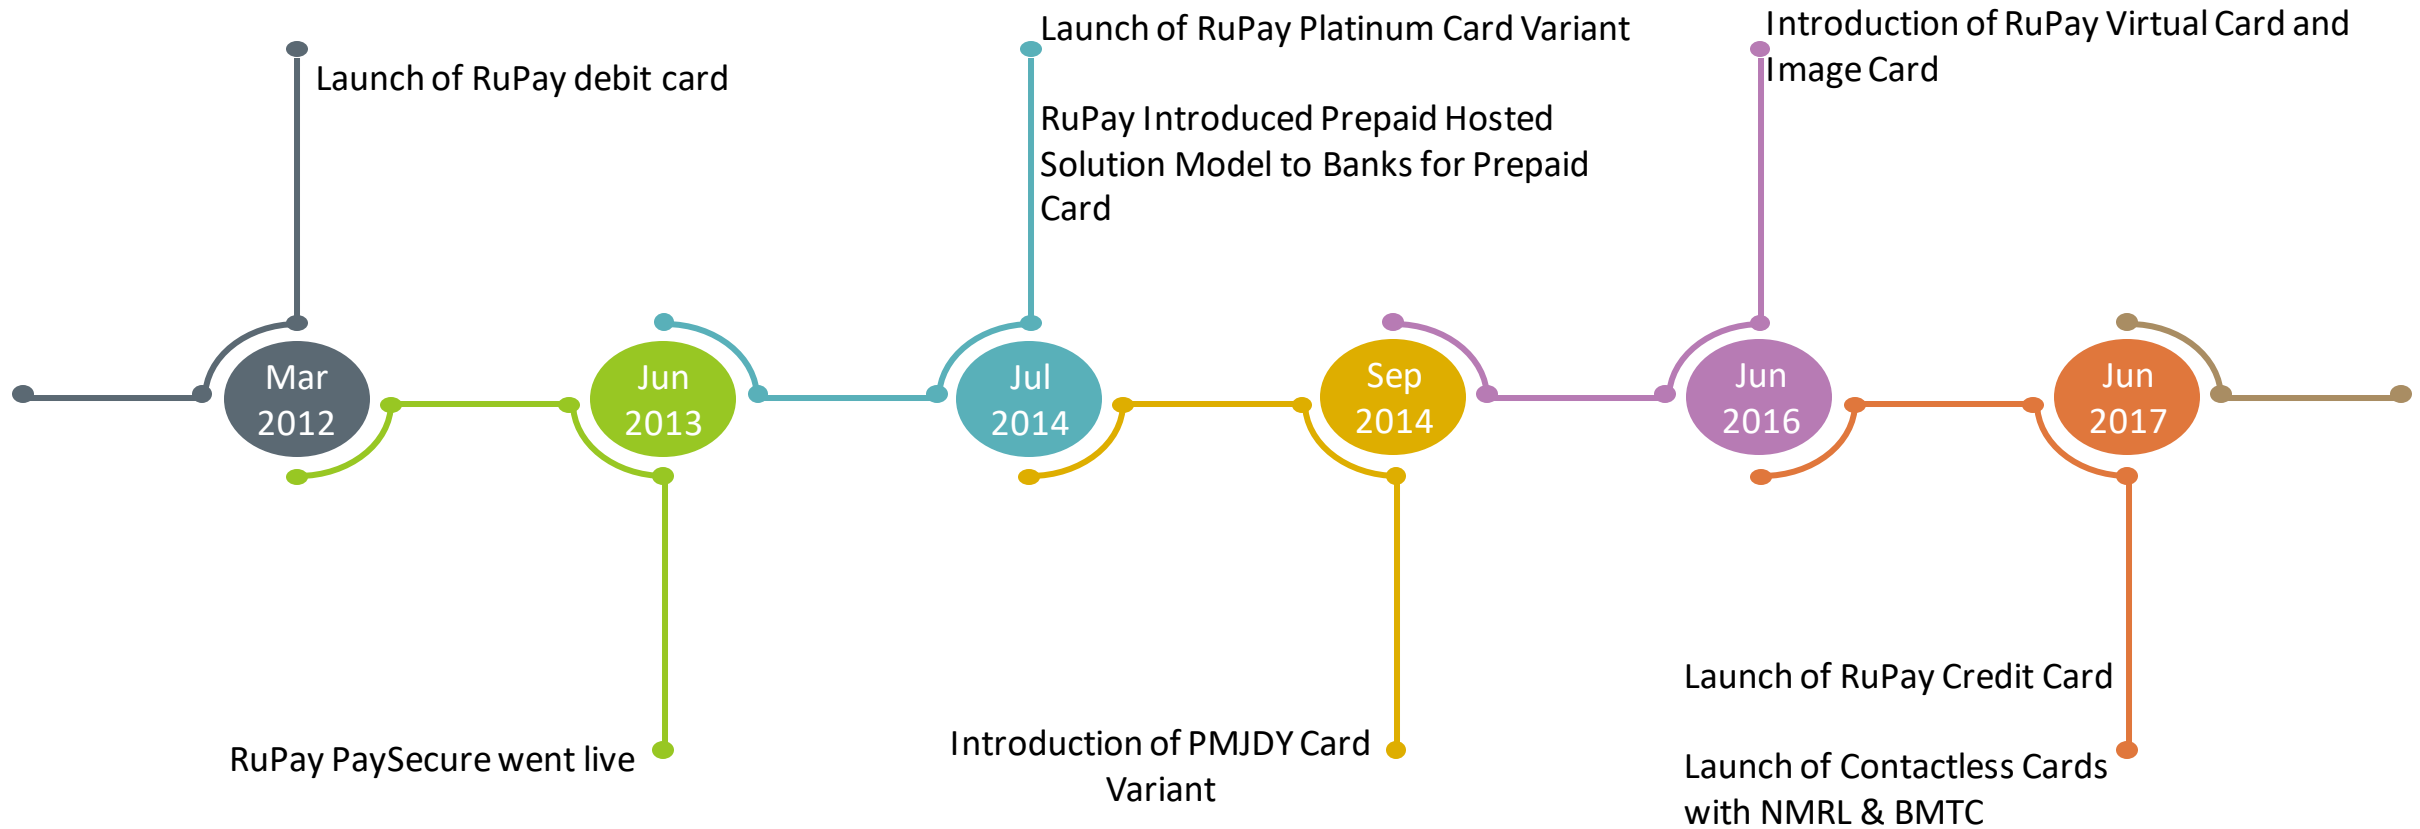 Launch of RuPay debit card
Launch of RuPay Platinum Card Variant
RuPay Introduced Prepaid Hosted
Solution Model to Banks for Prepaid
Card
Introduction of RuPay Virtual Card and
Image Card
Mar
2012
Jun
2013
Jul
2014
Sep
2014
Jun
2016
Jun
2017
RuPay PaySecure went live
Introduction of PMJDY Card
Variant
Launch of RuPay Credit Card
Launch of Contactless Cards
with NMRL & BMTC